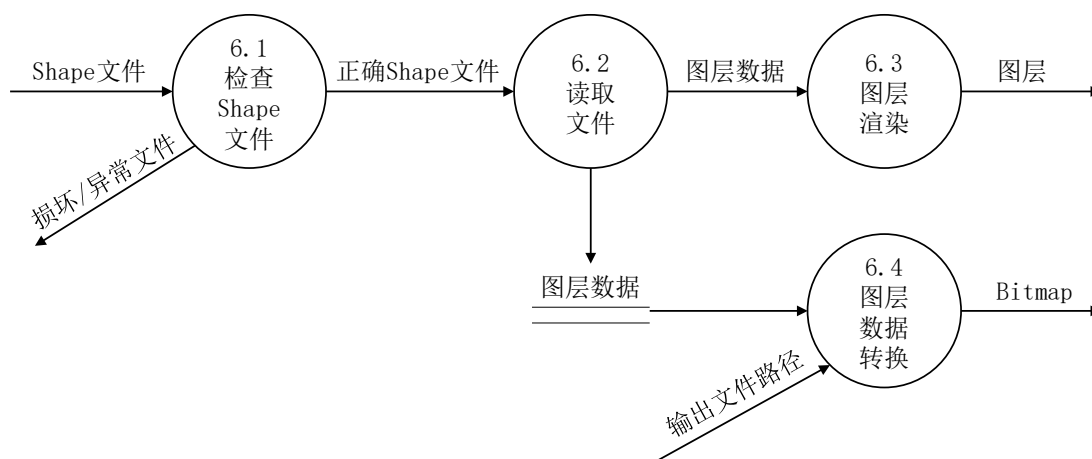 Shape文件
6.1
检查
Shape
文件
正确Shape文件
6.2
读取
文件
图层数据
6.3
图层
渲染
图层
损坏/异常文件
图层数据
6.4
图层
数据
转换
Bitmap
输出文件路径